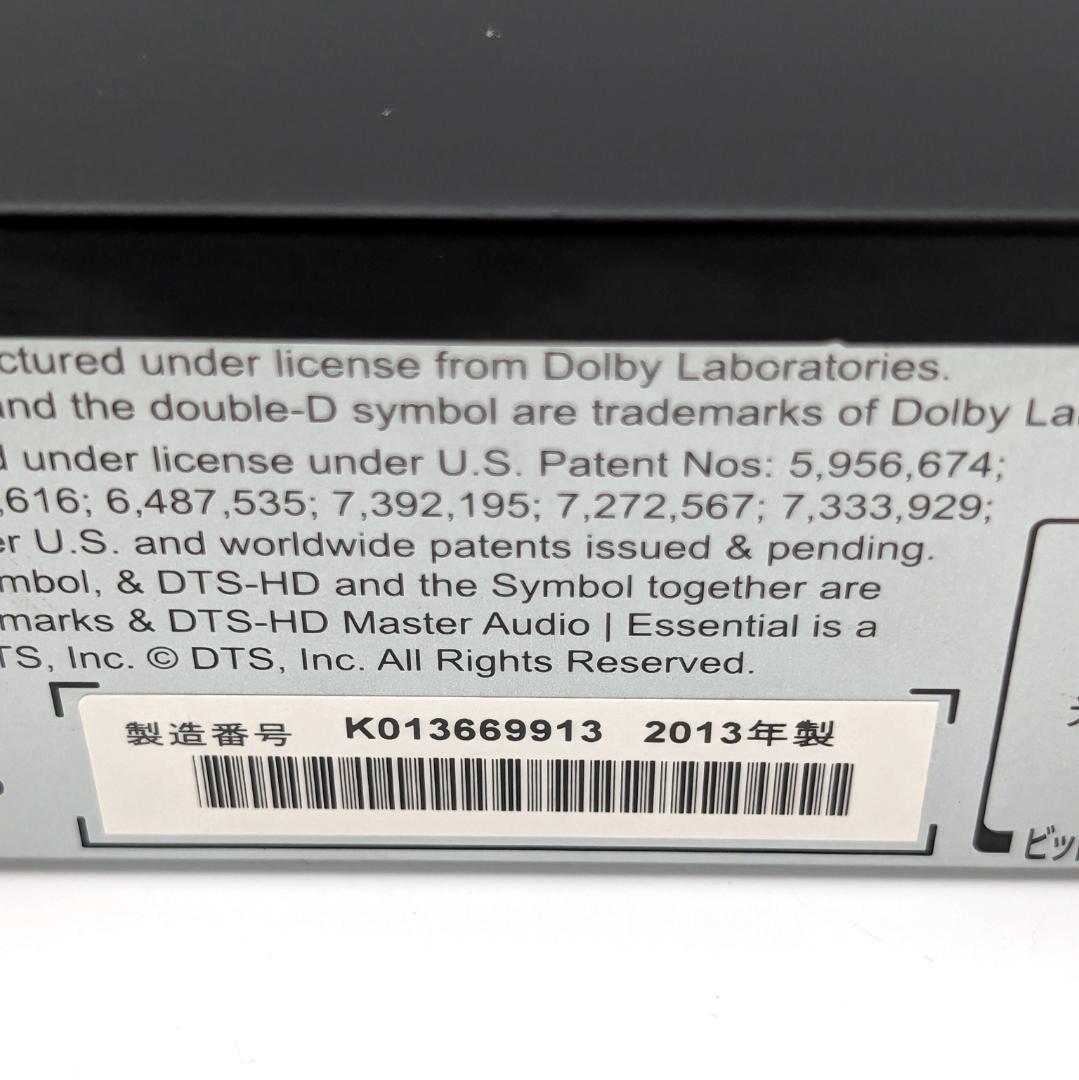 ctured under license from Dolby Laboratories.
and the double-D symbol are trademarks of Dolby La
d under license under U.S. Patent Nos: 5,956,674;
,616; 6,487,535; 7,392,195; 7,272,567; 7,333,929;
er U.S. and worldwide patents issued & pending.
mbol, & DTS-HD and the Symbol together are
marks & DTS-HD Master Audio | Essential is a
TS, Inc. © DTS, Inc. All Rights Reserved.
製造番号 K013669913 2013年製
ビッ